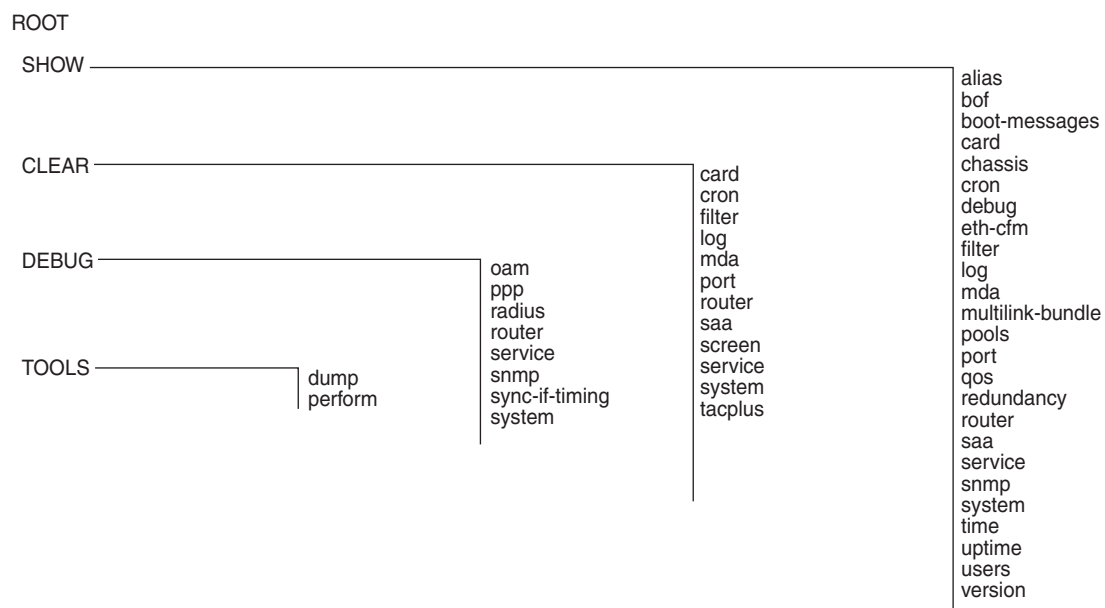 ROOT
SHOW
alias
bof
boot-messages
card
chassis
cron
debug
eth-cfm
filter
log
mda
multilink-bundle
pools
port
qos
redundancy
router
saa
service
snmp
system
time
uptime
users
version
CLEAR
card
cron
filter
log
mda
port
router
saa
screen
service
system
tacplus
DEBUG
oam
ppp
radius
router
service
snmp
sync-if-timing
system
TOOLS
dump
perform